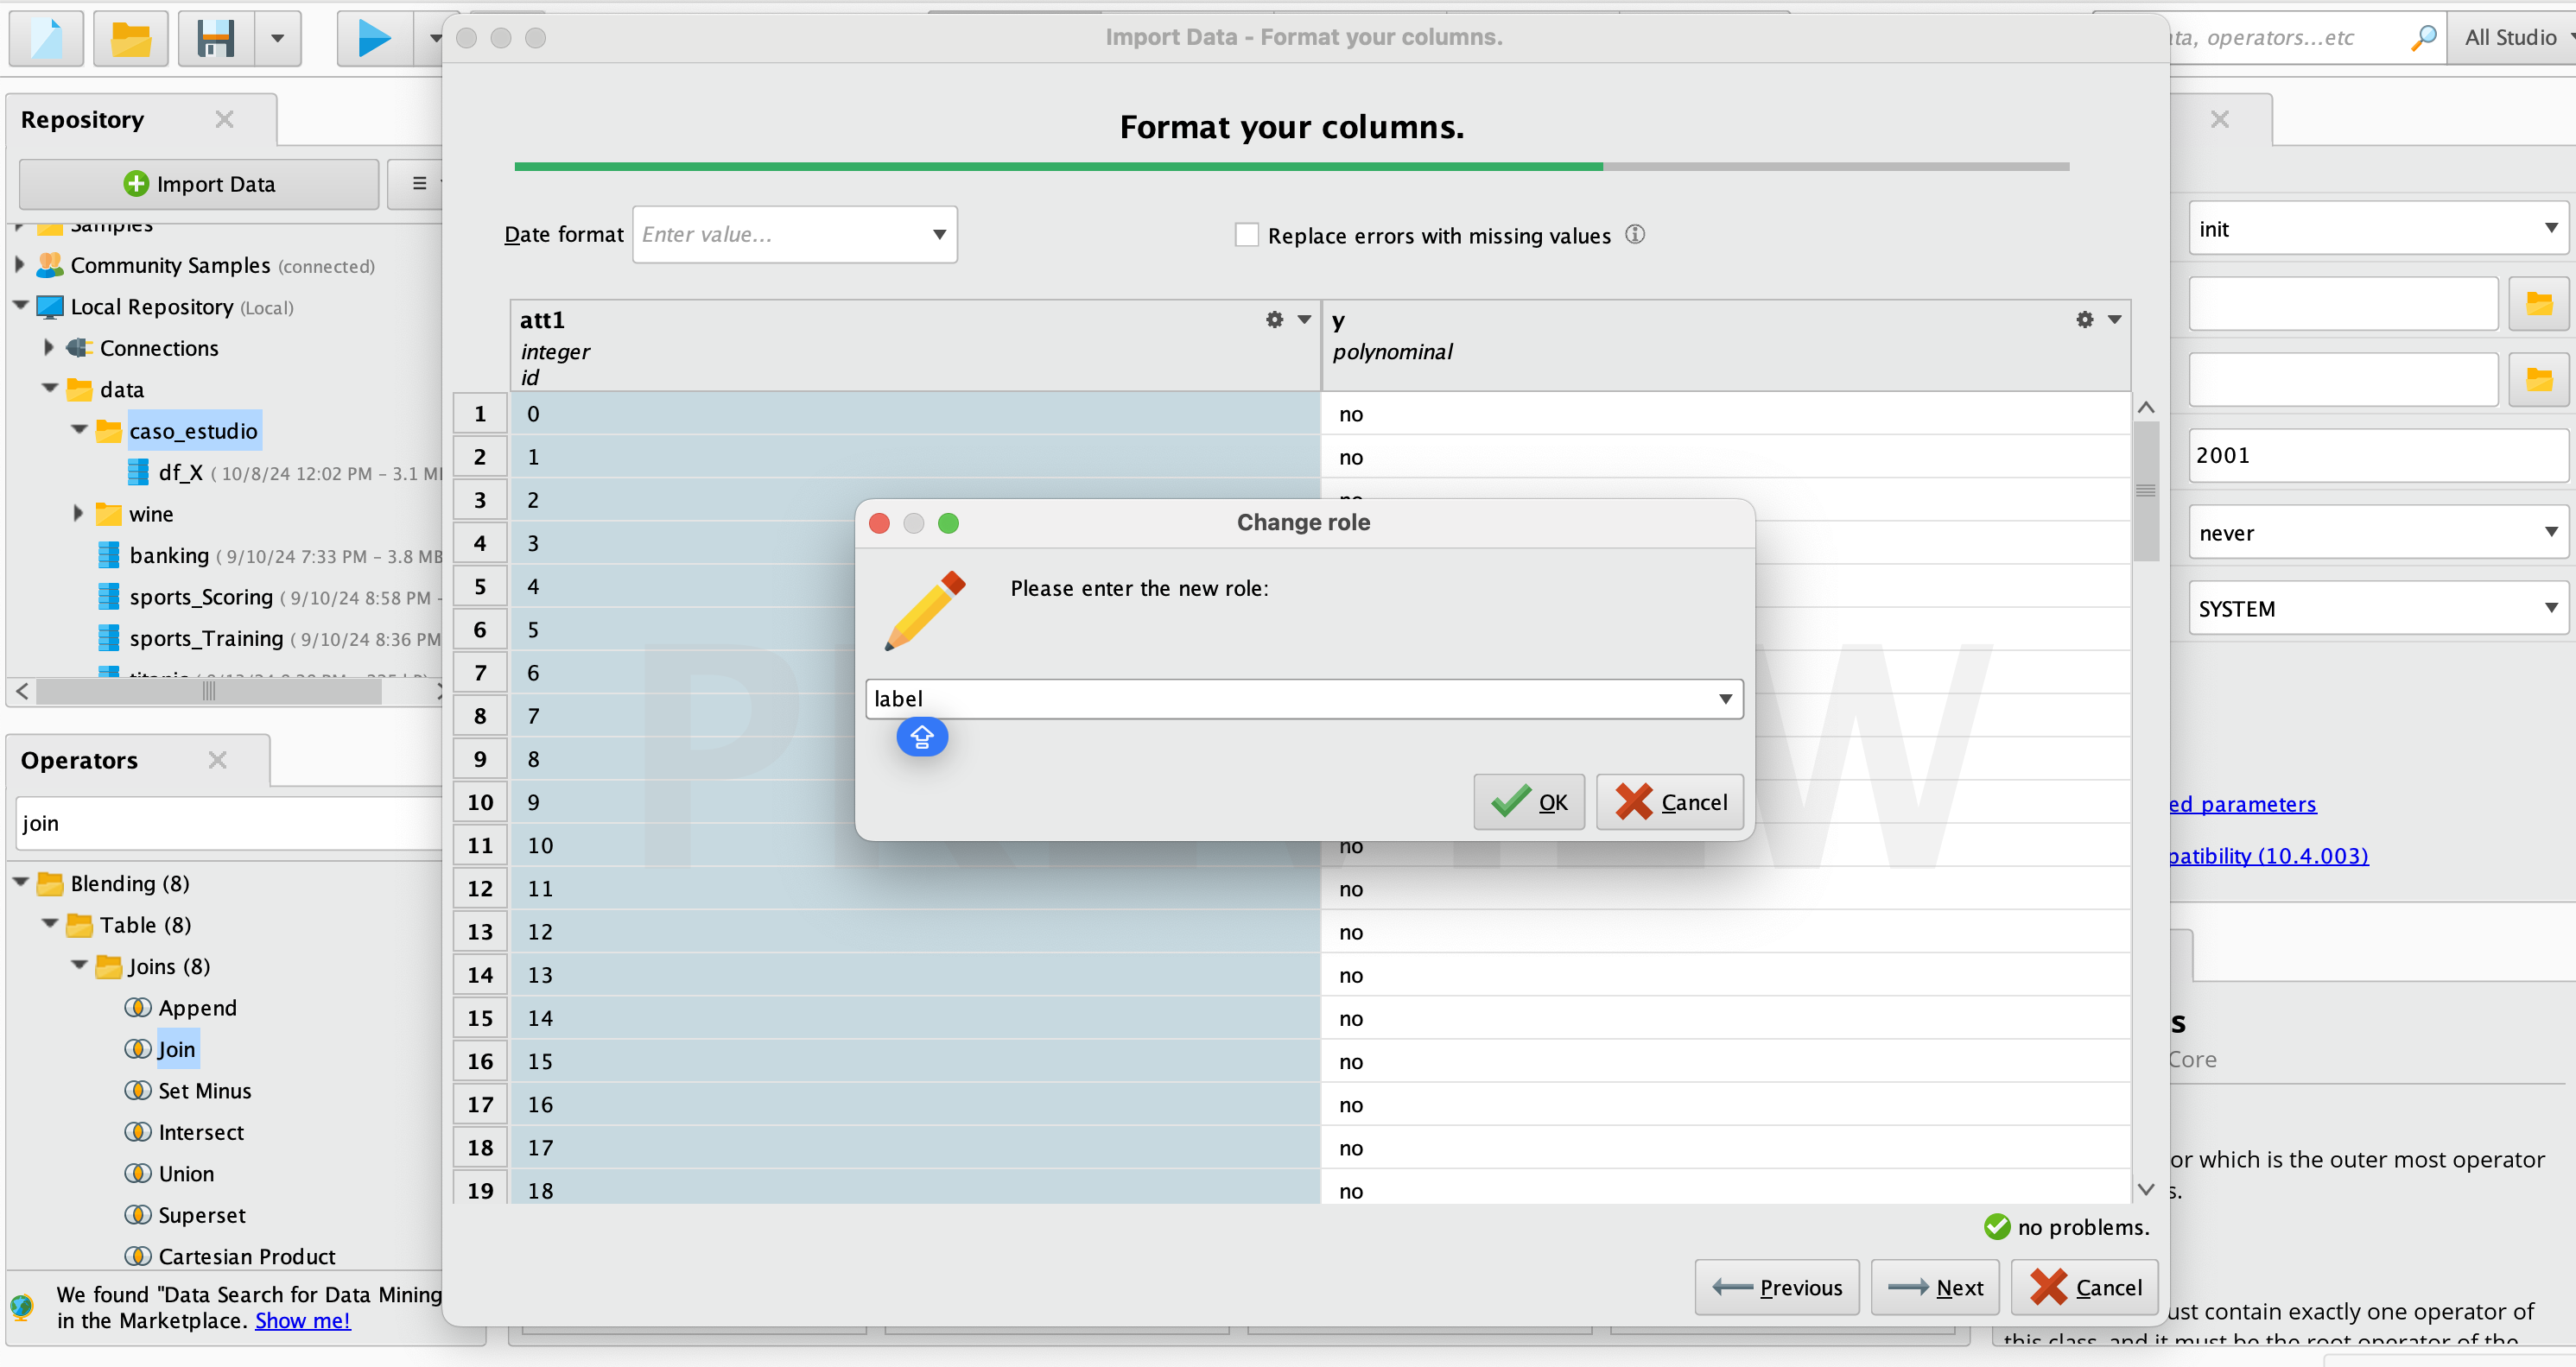 Import Data - Format your columns.
ta, operators...etc
All Studio
Repository
Import Data
Samples
Community Samples (connected)
Local Repository (Local)
Connections
data
caso_estudio
df_X ( 10/8/24 12:02 PM – 3.1 M
wine
banking ( 9/10/24 7:33 PM – 3.8 MB
sports_Scoring ( 9/10/24 8:58 PM –
sports_Training ( 9/10/24 8:36 PM
Operators
join
Blending (8)
Table (8)
Joins (8)
Append
Join
Set Minus
Intersect
Union
Superset
Cartesian Product
We found "Data Search for Data Mining
in the Marketplace. Show me!
Format your columns.
Date format
Enter value...
Replace errors with missing values
att1
integer
id
y
polynominal
1 0 no
2 1 no
3 2 no
4 3
5 4
6 5
7 6
8 7
9 8
10 9
11 10 no
12 11 no
13 12 no
14 13 no
15 14 no
16 15 no
17 16 no
18 17 no
19 18 no
Change role
Please enter the new role:
label
OK
Cancel
no problems.
Previous
Next
Cancel
init
2001
never
SYSTEM
ed parameters
patibility (10.4.003)
s
Core
or which is the outer most operator
s.
ust contain exactly one operator of
this class, and it must be the root operator of the